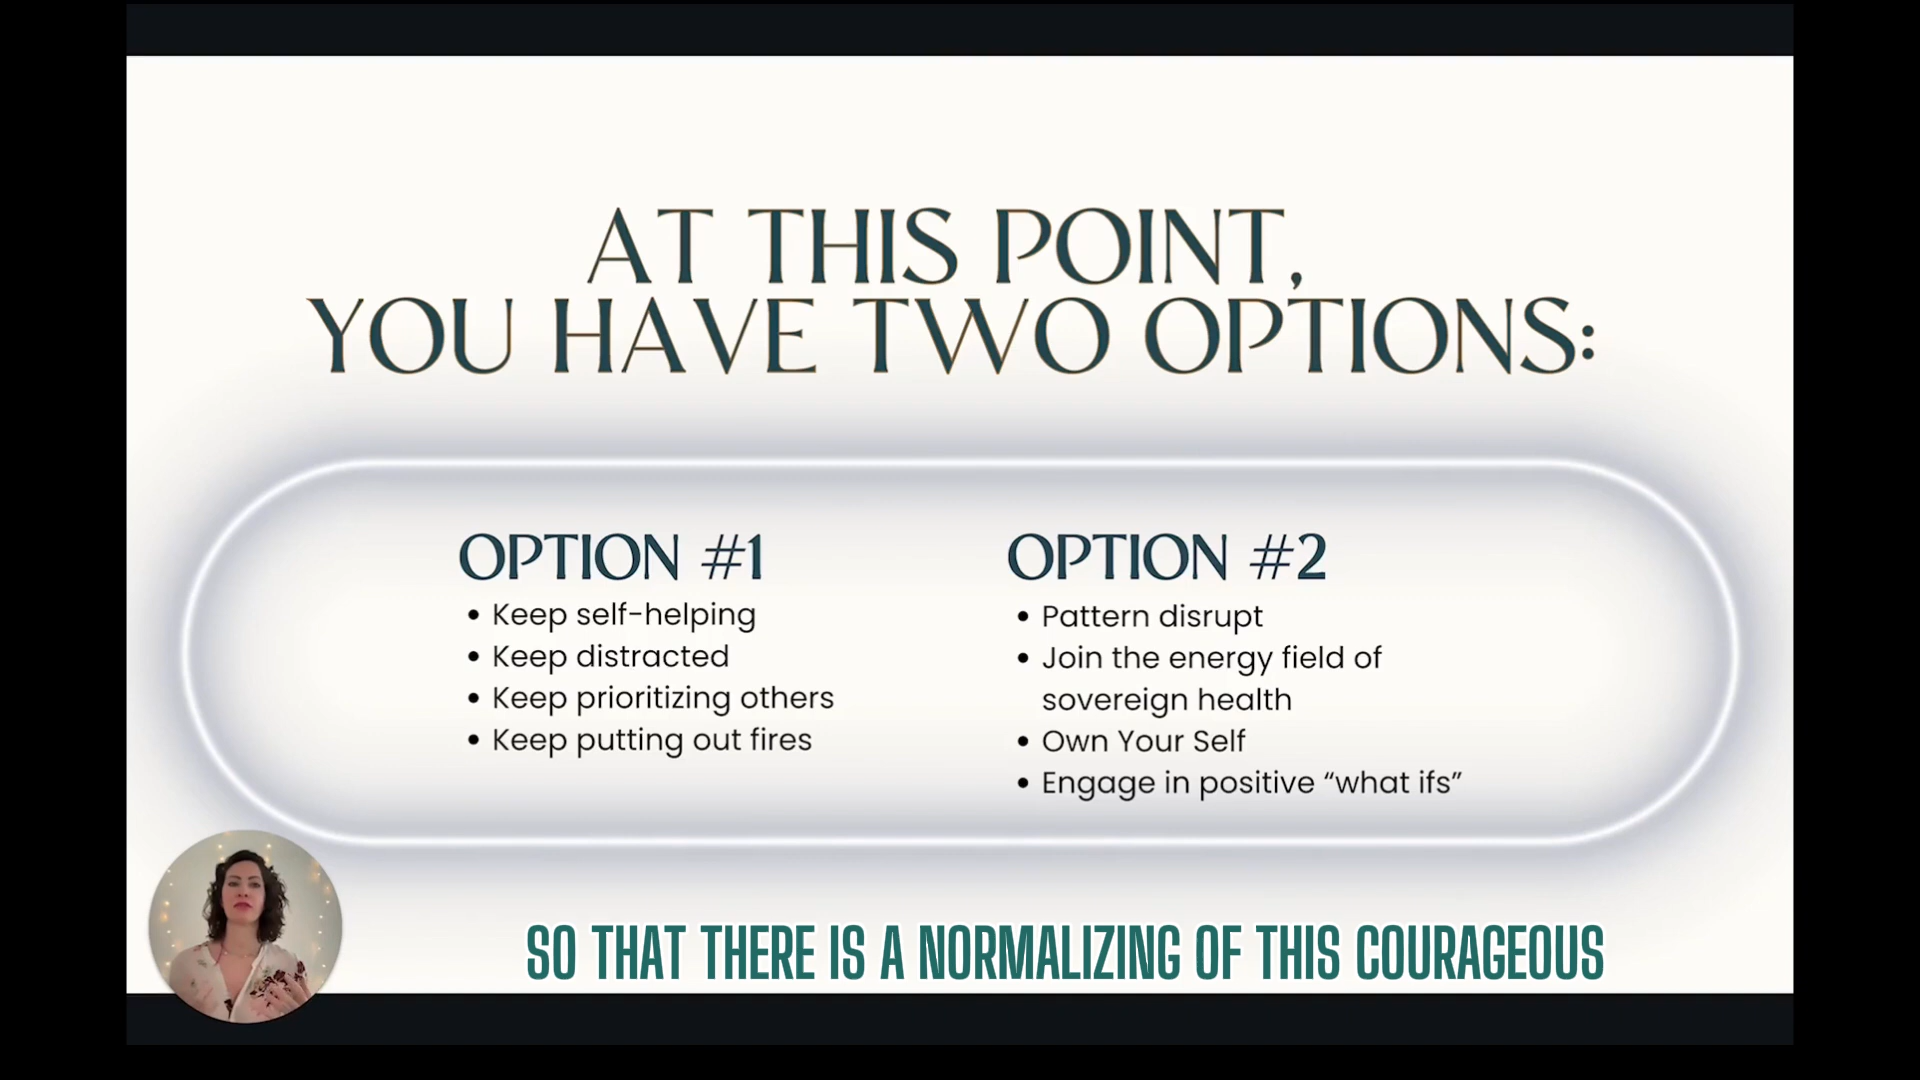 AT THIS POINT,
YOU HAVE TWO OPTIONS:
OPTION #1
• Keep self-helping
• Keep distracted
• Keep prioritizing others
• Keep putting out fires
OPTION #2
• Pattern disrupt
• Join the energy field of
sovereign health
• Own Your Self
• Engage in positive “what ifs”
SO THAT THERE IS A NORMALIZING OF THIS COURAGEOUS